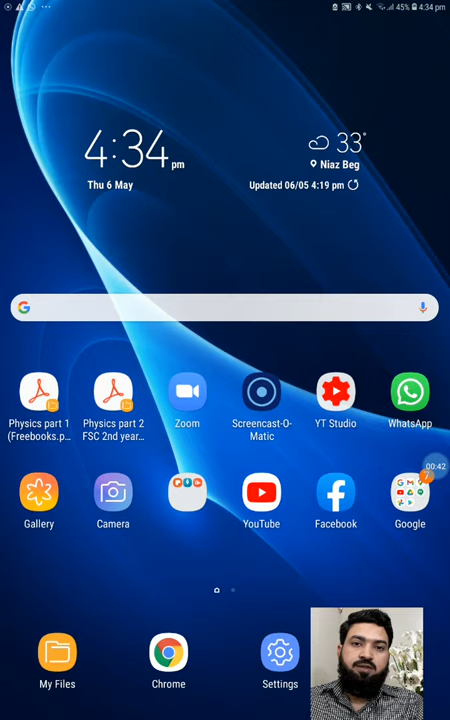 45% 4:34 pm
4:34 pm
33°
Niaz Beg
Thu 6 May
Updated 06/05 4:19 pm
Physics part 1 (Freebooks.p...
Physics part 2 FSC 2nd year...
Zoom
Screencast-O-Matic
YT Studio
WhatsApp
00:42
7
Gallery
Camera
YouTube
Facebook
Google
My Files
Chrome
Settings